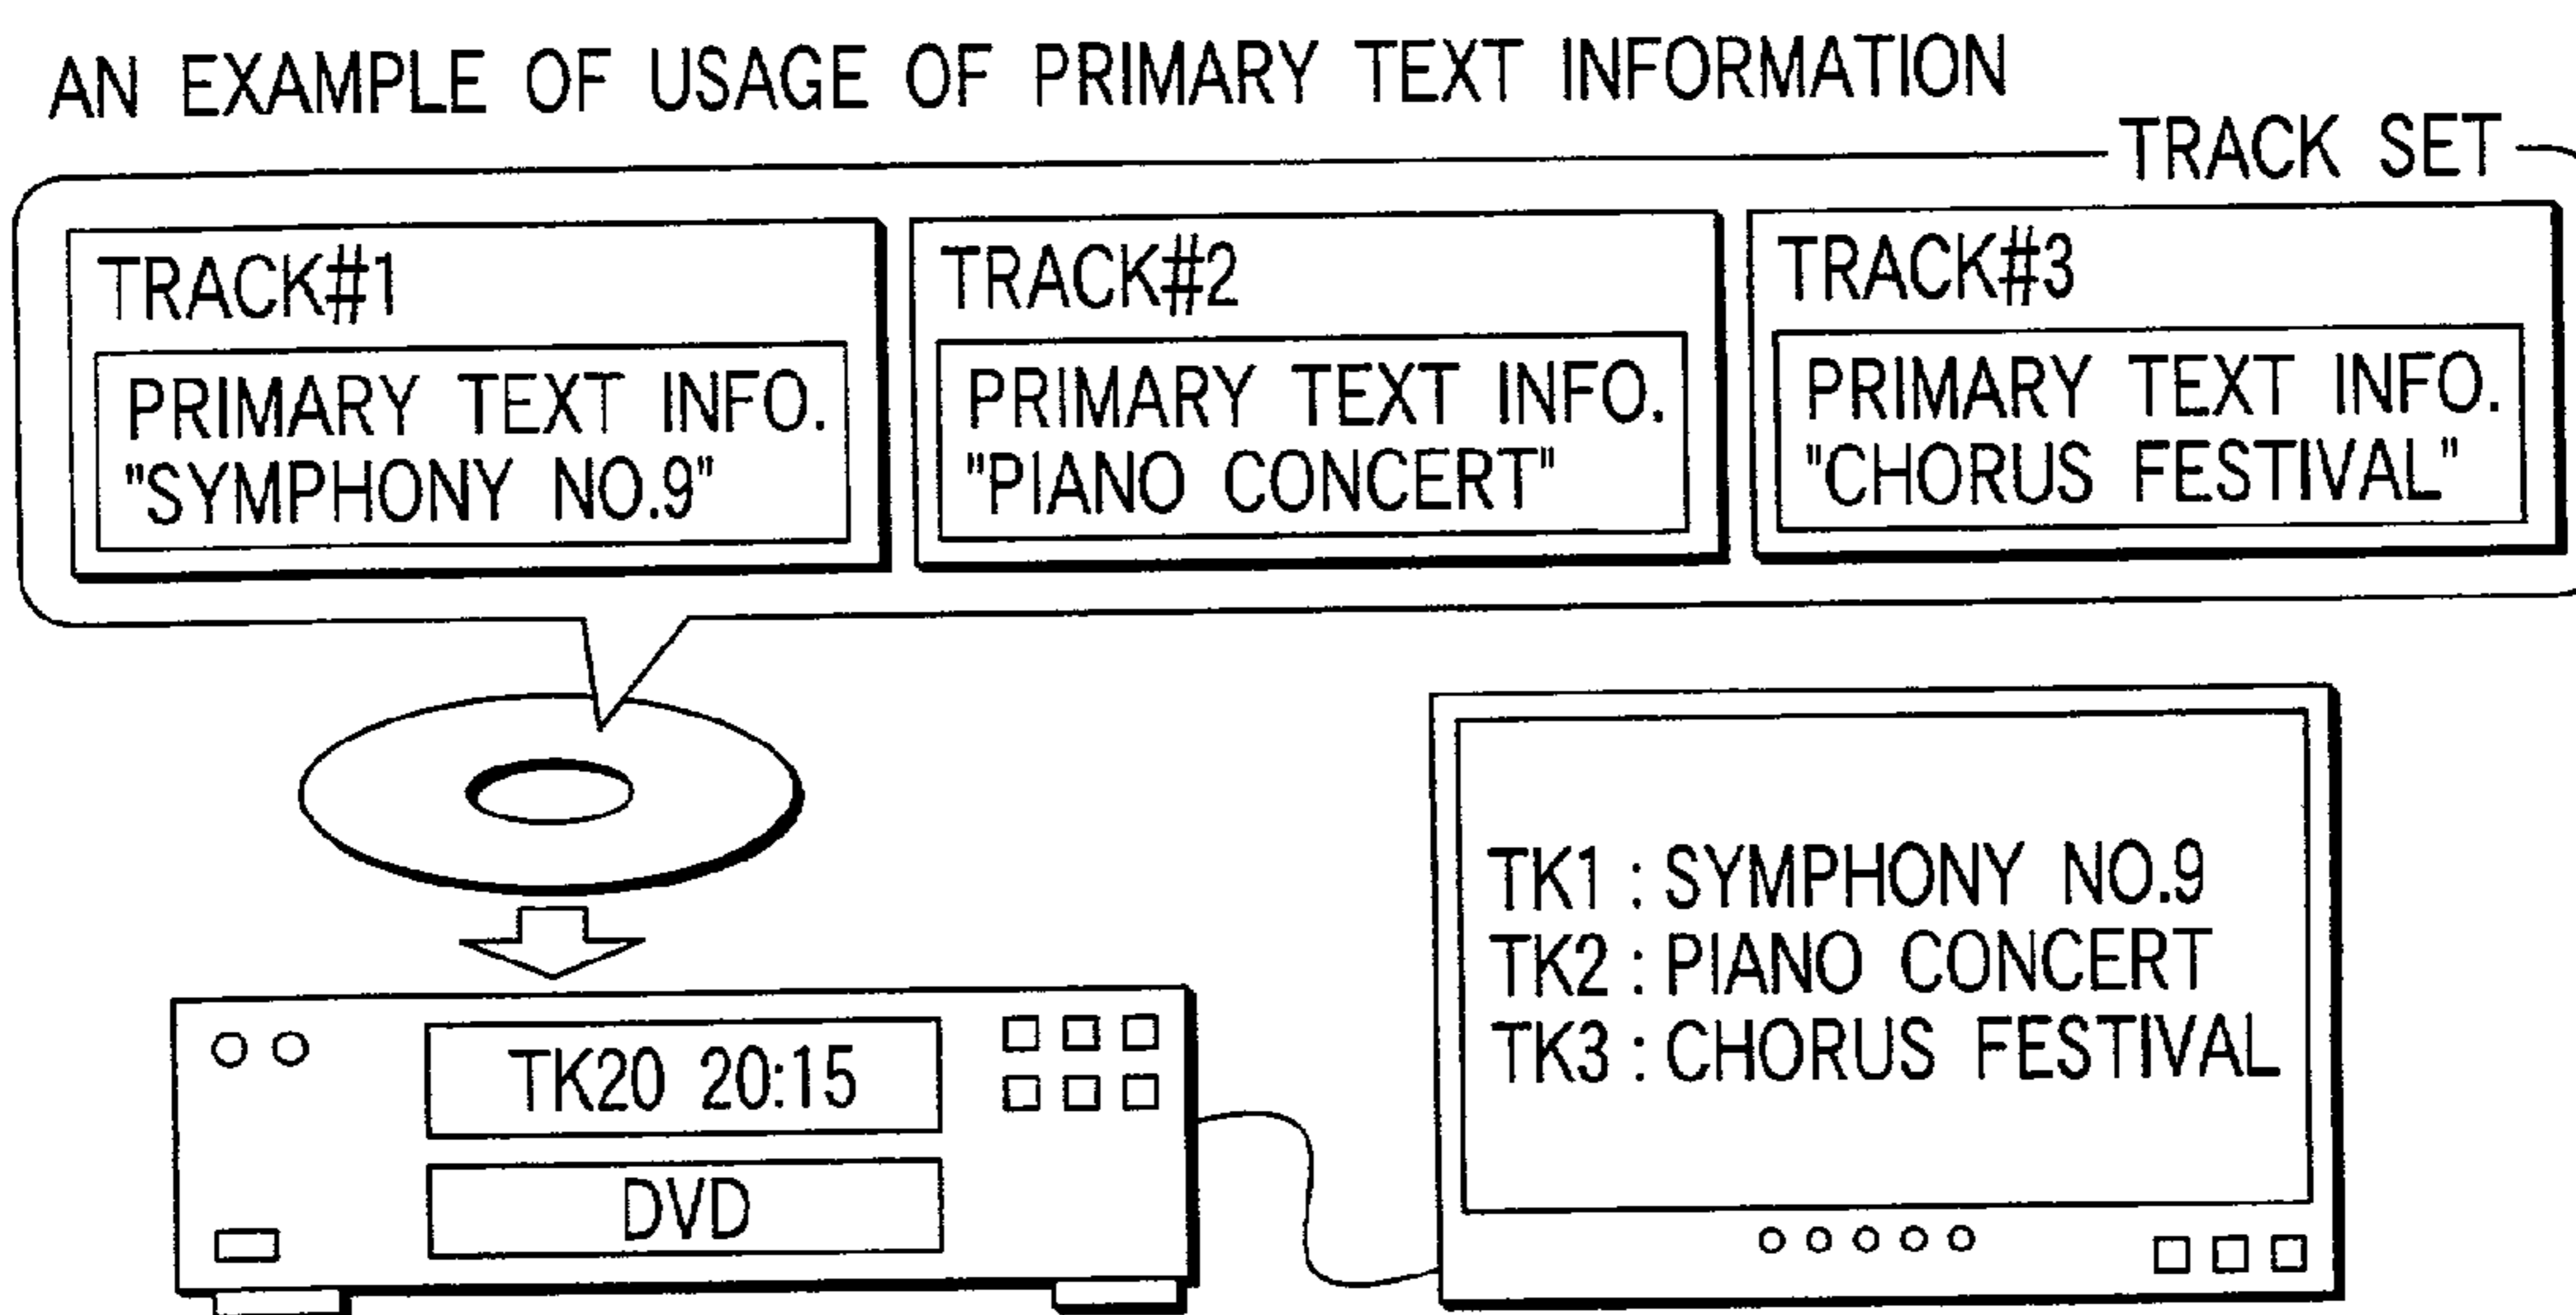 AN EXAMPLE OF USAGE OF PRIMARY TEXT INFORMATION
TRACK SET
TRACK#1
PRIMARY TEXT INFO.
"SYMPHONY NO.9"
TRACK#2
PRIMARY TEXT INFO.
"PIANO CONCERT"
TRACK#3
PRIMARY TEXT INFO.
"CHORUS FESTIVAL"
TK20 20:15
DVD
TK1 : SYMPHONY NO.9
TK2 : PIANO CONCERT
TK3 : CHORUS FESTIVAL